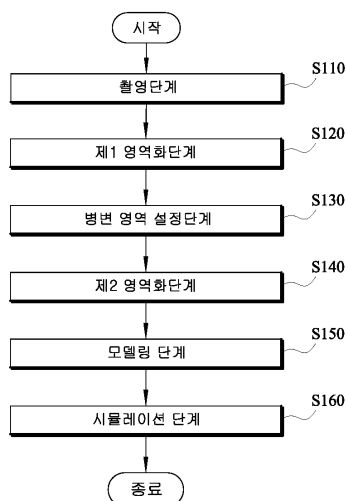 시작
S110
촬영단계
S120
제1 영역화단계
S130
병변 영역 설정단계
S140
제2 영역화단계
S150
모델링 단계
S160
시뮬레이션 단계
종료